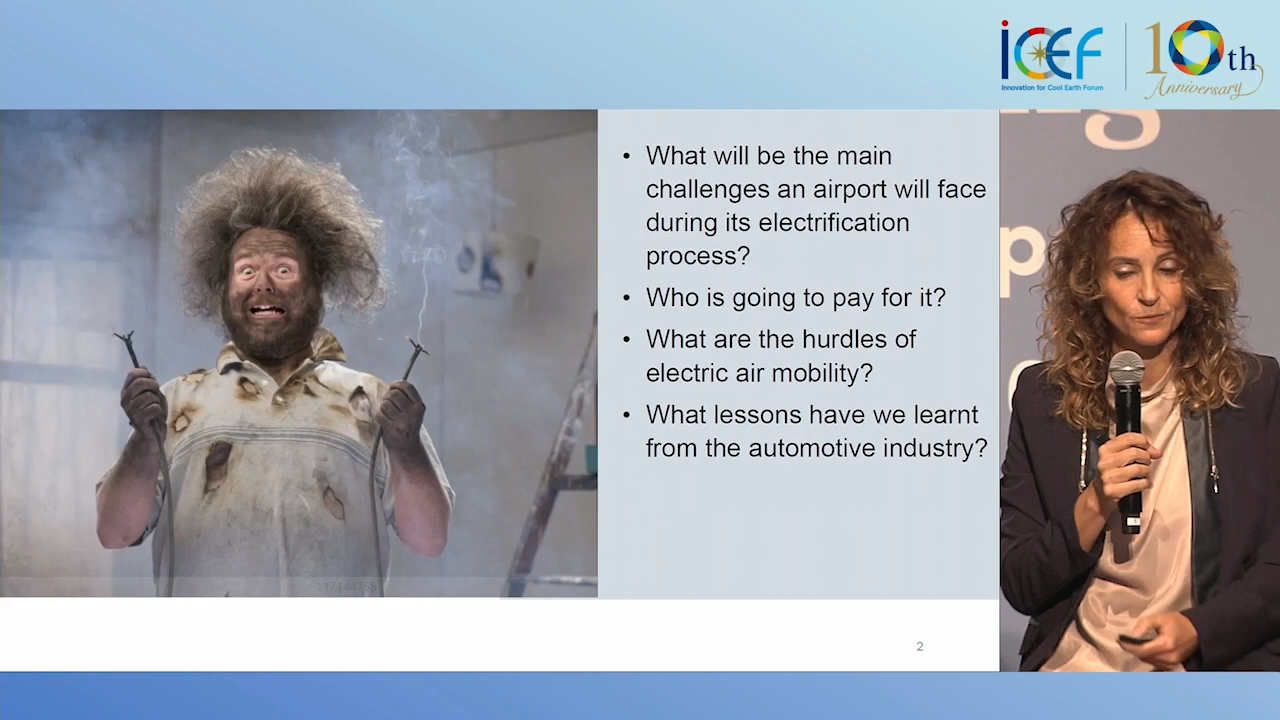 iCEF
Innovation for Cool Earth Forum
10th
Anniversary
• What will be the main
challenges an airport will face
during its electrification
process?
• Who is going to pay for it?
• What are the hurdles of
electric air mobility?
• What lessons have we learnt
from the automotive industry?
2